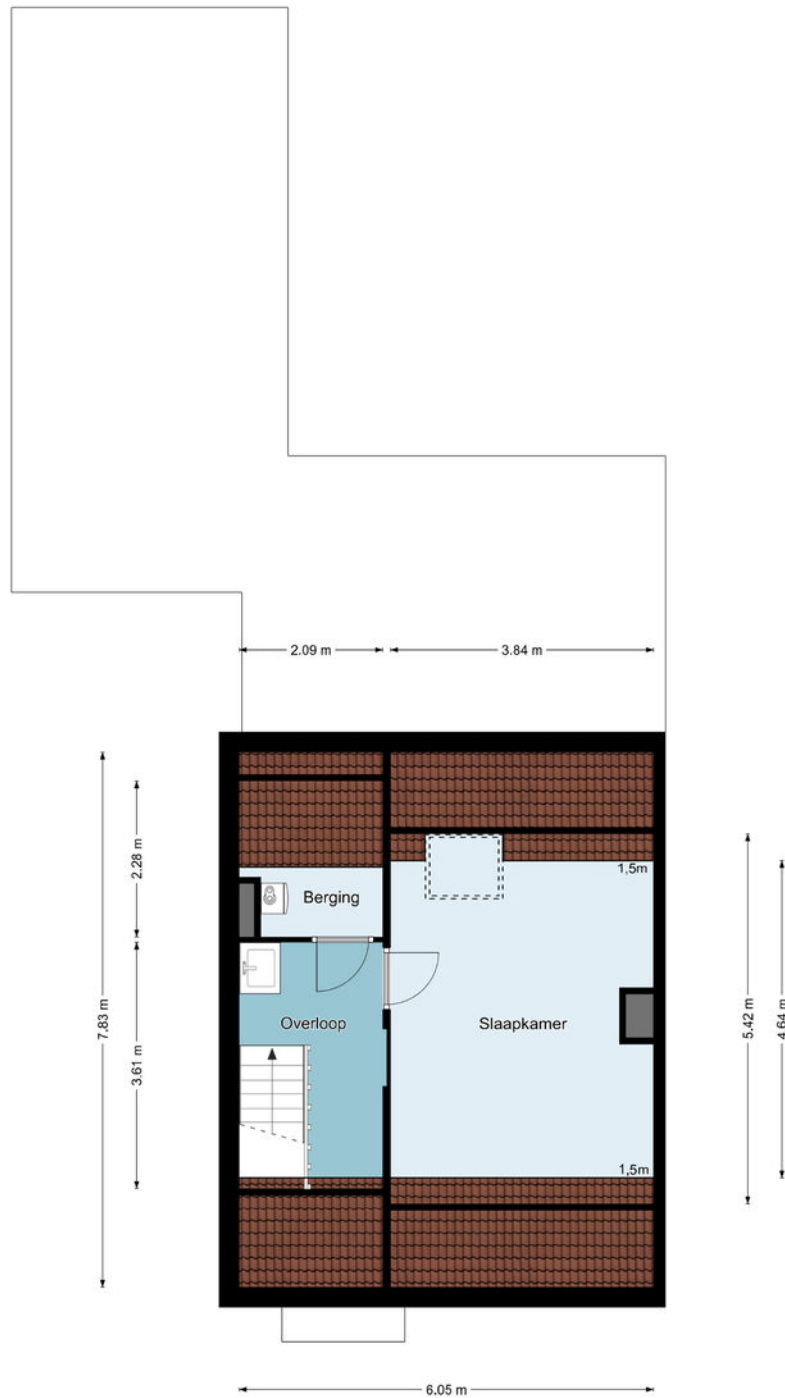 2.09 m
3.84 m
2.28 m
1,5m
Berging
7.83 m
3.61 m
Overloop
Slaapkamer
5.42 m
4.64 m
1,5m
6.05 m